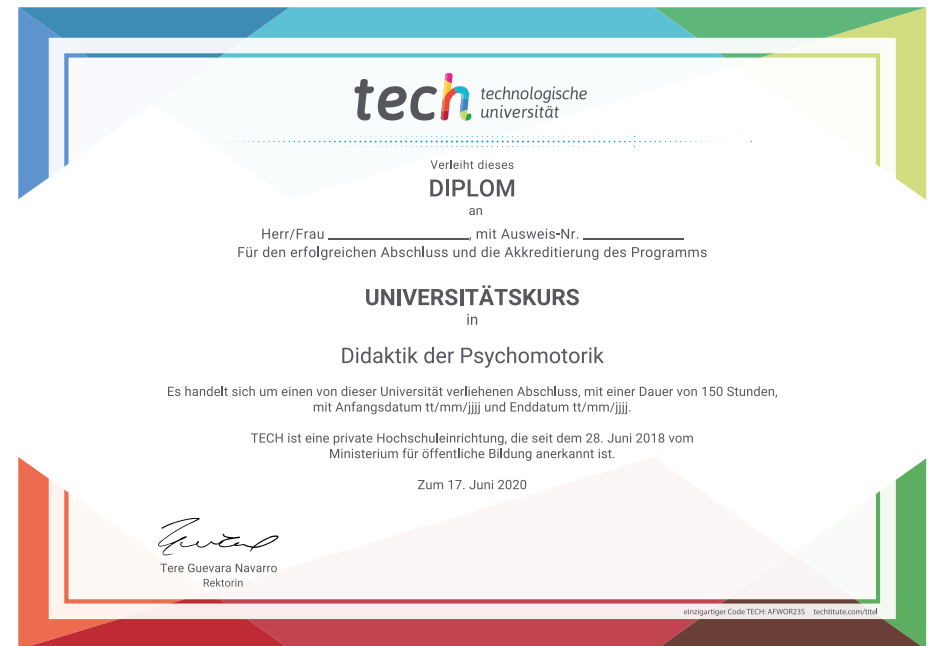 tech technologische
universität
Verleiht dieses
DIPLOM
an
Herr/Frau ____________, mit Ausweis-Nr. ____________
Für den erfolgreichen Abschluss und die Akkreditierung des Programms
UNIVERSITÄTSKURS
in
Didaktik der Psychomotorik
Es handelt sich um einen von dieser Universität verliehenen Abschluss, mit einer Dauer von 150 Stunden,
mit Anfangsdatum tt/mm/jjjj und Enddatum tt/mm/jjjj.
TECH ist eine private Hochschuleinrichtung, die seit dem 28. Juni 2018 vom
Ministerium für öffentliche Bildung anerkannt ist.
Zum 17. Juni 2020
Tere Guevara Navarro
Rektorin
einzigartiger Code TECH: AFWOR235 techtitute.com/titel